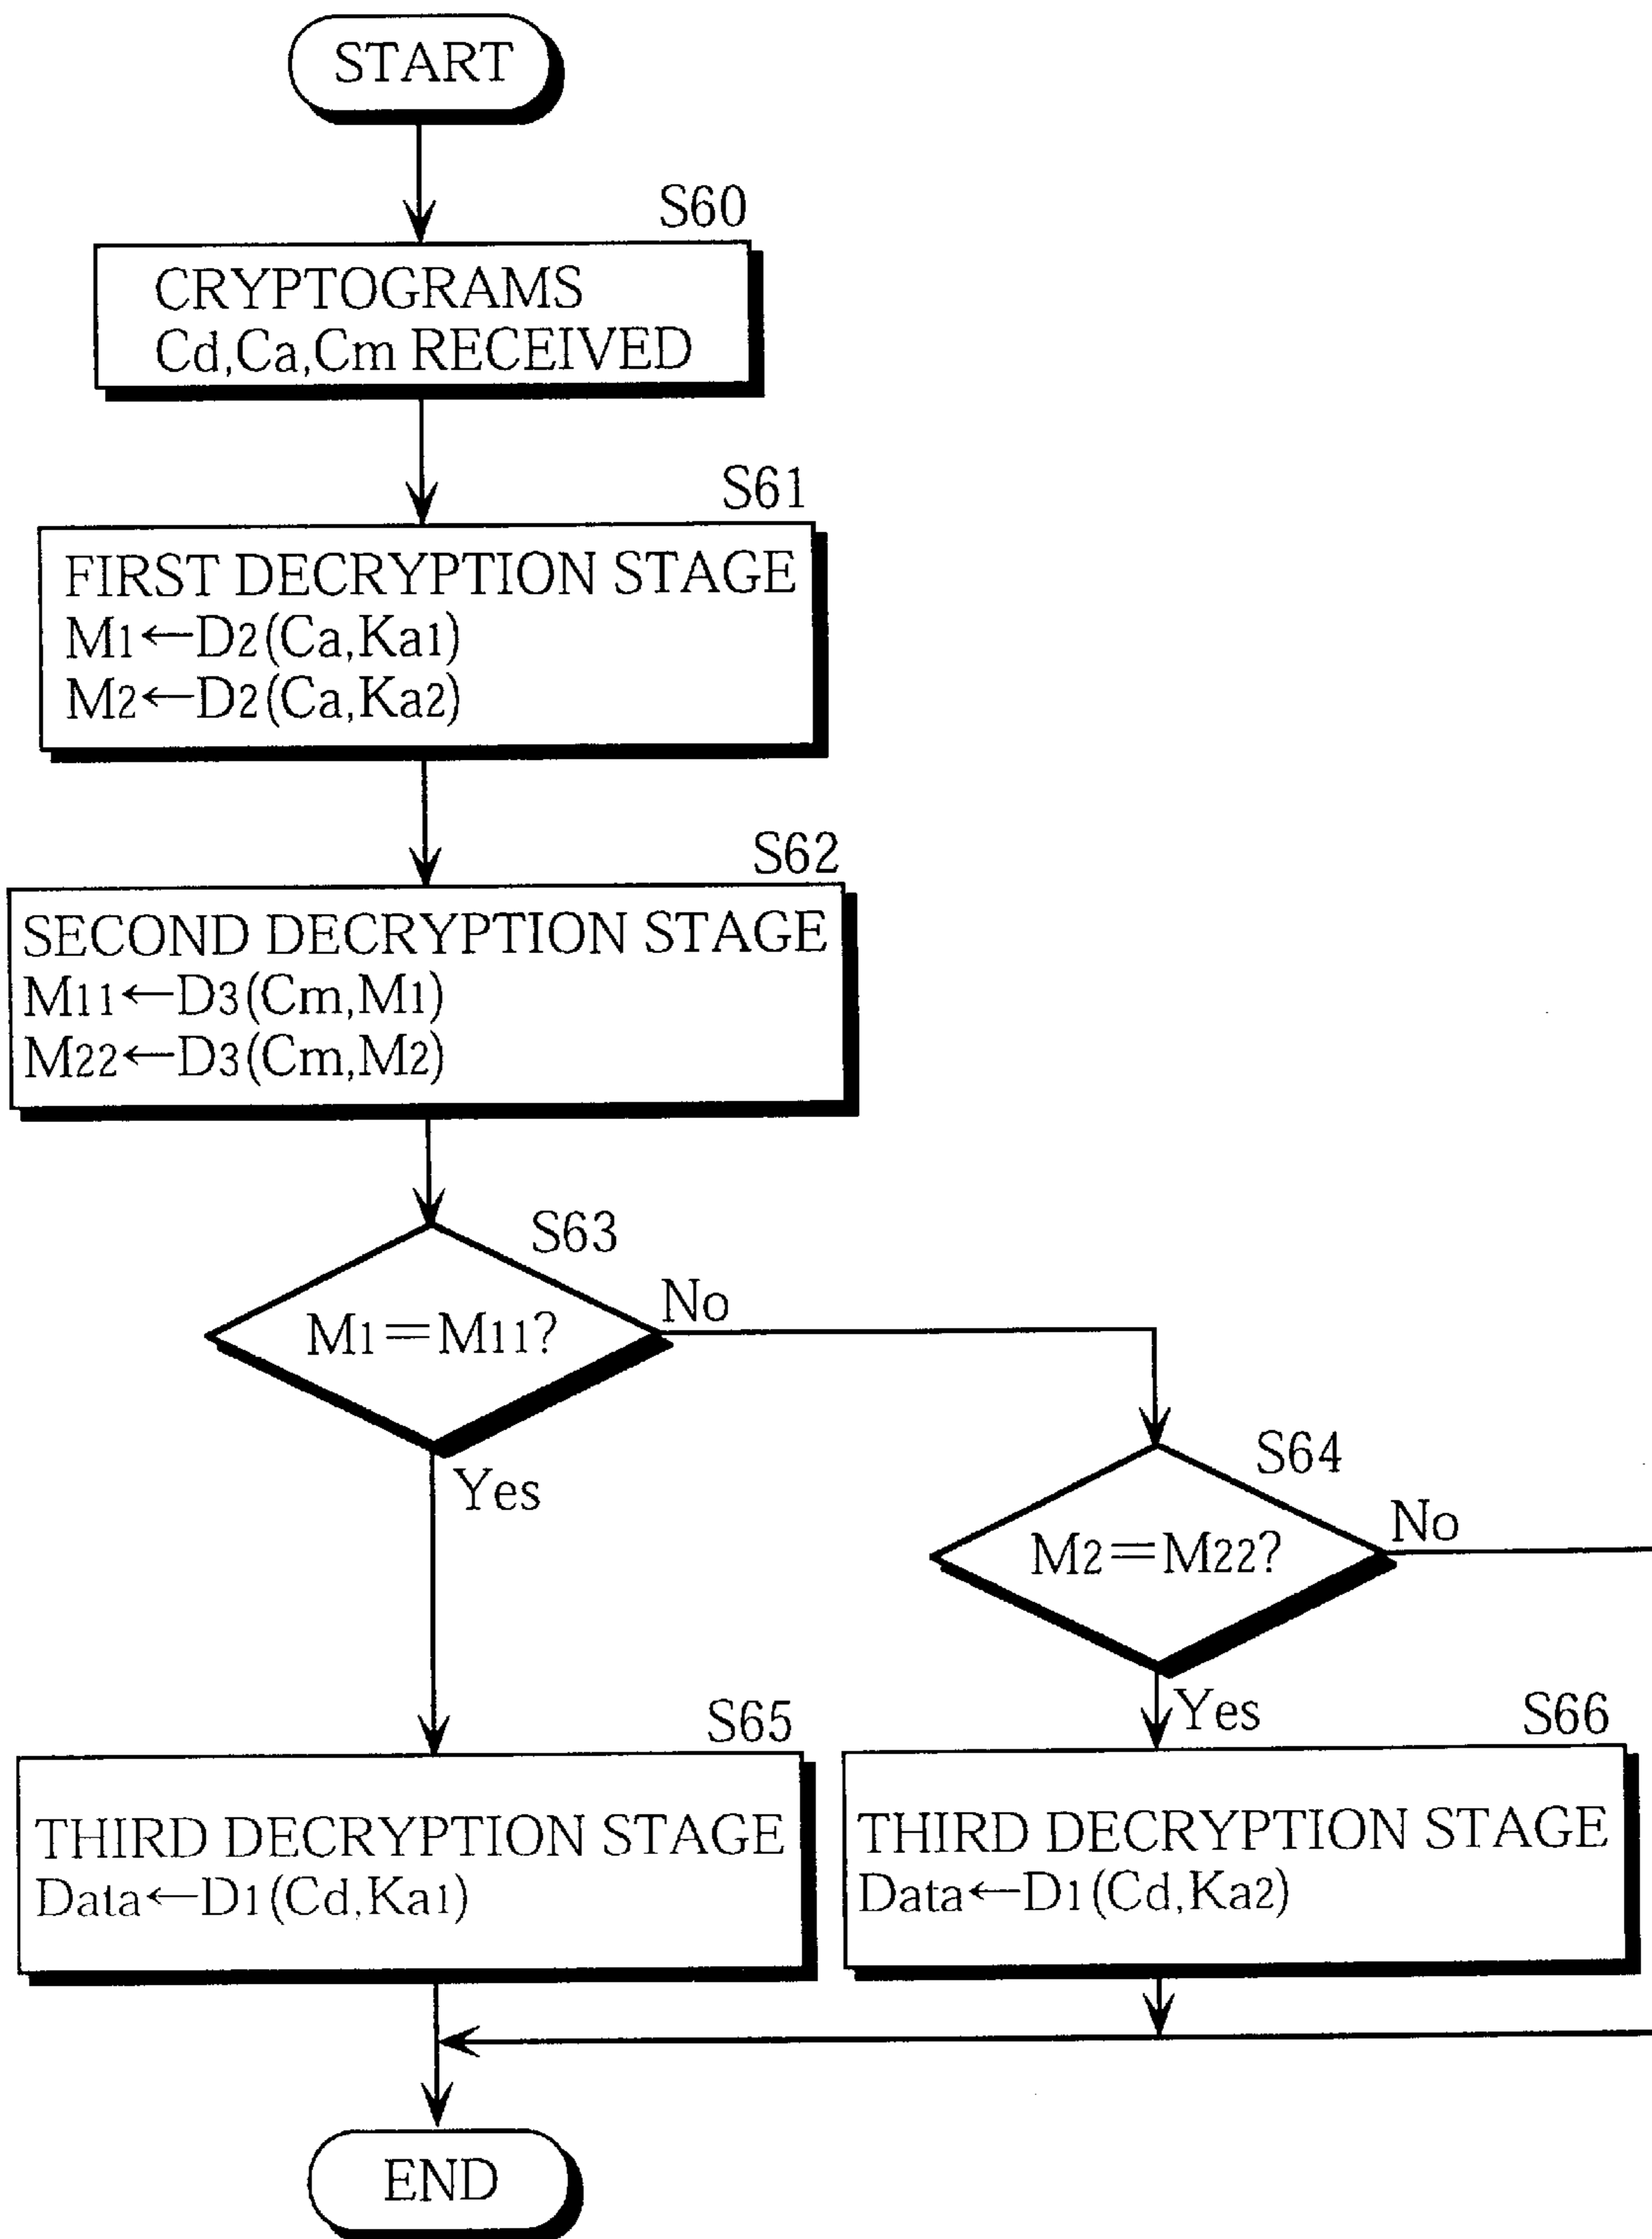 START
S60
CRYPTOGRAMS
Cd,Ca,Cm RECEIVED
S61
FIRST DECRYPTION STAGE
M1←D2(Ca,Ka1)
M2←D2(Ca,Ka2)
S62
SECOND DECRYPTION STAGE
M11←D3(Cm,M1)
M22←D3(Cm,M2)
S63
M1=M11?
No
Yes
S64
M2=M22?
No
Yes
S65
THIRD DECRYPTION STAGE
Data←D1(Cd,Ka1)
S66
THIRD DECRYPTION STAGE
Data←D1(Cd,Ka2)
END